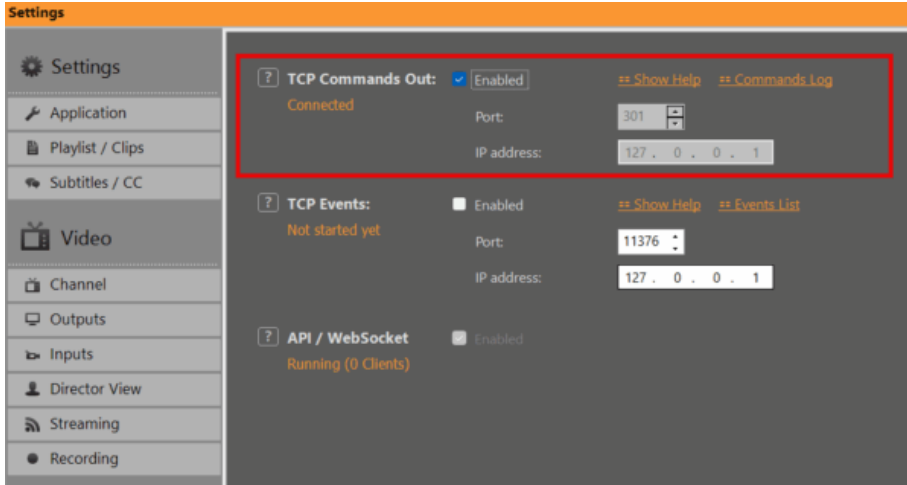 Settings
Settings
Application
Playlist / Clips
Subtitles / CC
Video
Channel
Outputs
Inputs
Director View
Streaming
Recording
? TCP Commands Out: Enabled :: Show Help :: Commands Log
Connected
Port: 301
IP address: 127 . 0 . 0 . 1
? TCP Events: Enabled :: Show Help :: Events List
Not started yet
Port: 11376
IP address: 127 . 0 . 0 . 1
? API / WebSocket Enabled
Running (0 Clients)